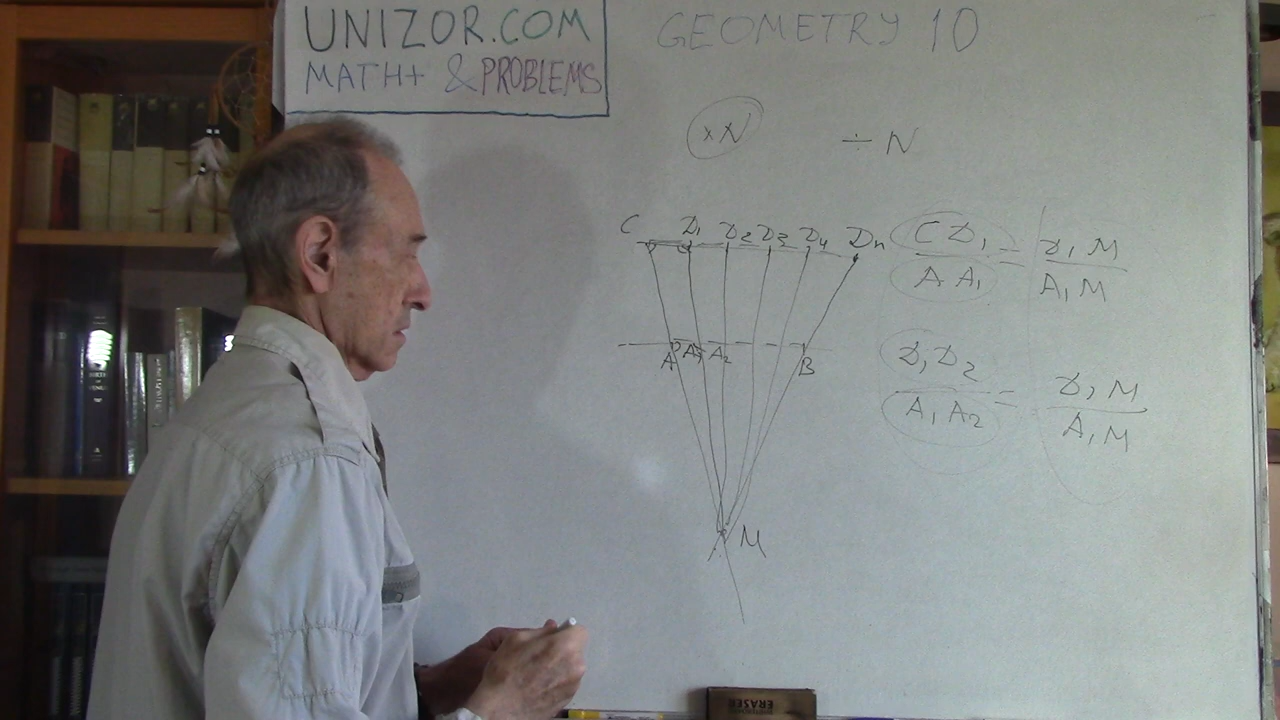 UNIZOR.COM
MATH+ & PROBLEMS
GEOMETRY 10
×N ÷N
C D1 D2 D3 D4 Dn
A A1 A2 B
M
CD1 / AA1 = D1M / A1M
D1D2 / A1A2 = D1M / A1M
ERASER